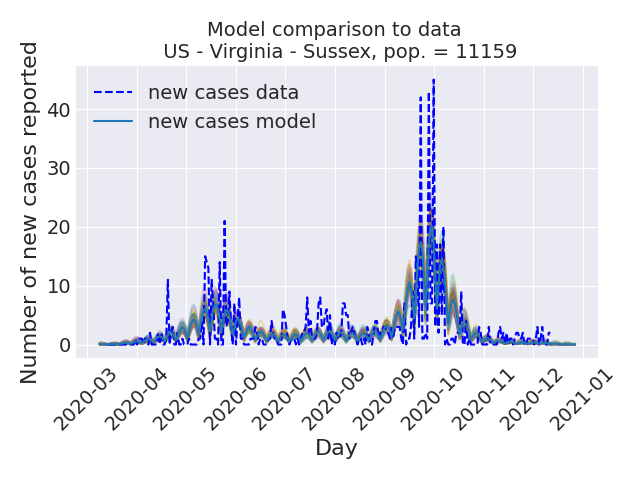 Model comparison to data
US - Virginia - Sussex, pop. = 11159
new cases data
new cases model
Number of new cases reported
40
30
20
10
0
2020-03
2020-04
2020-05
2020-06
2020-07
2020-08
2020-09
2020-10
2020-11
2020-12
2021-01
Day